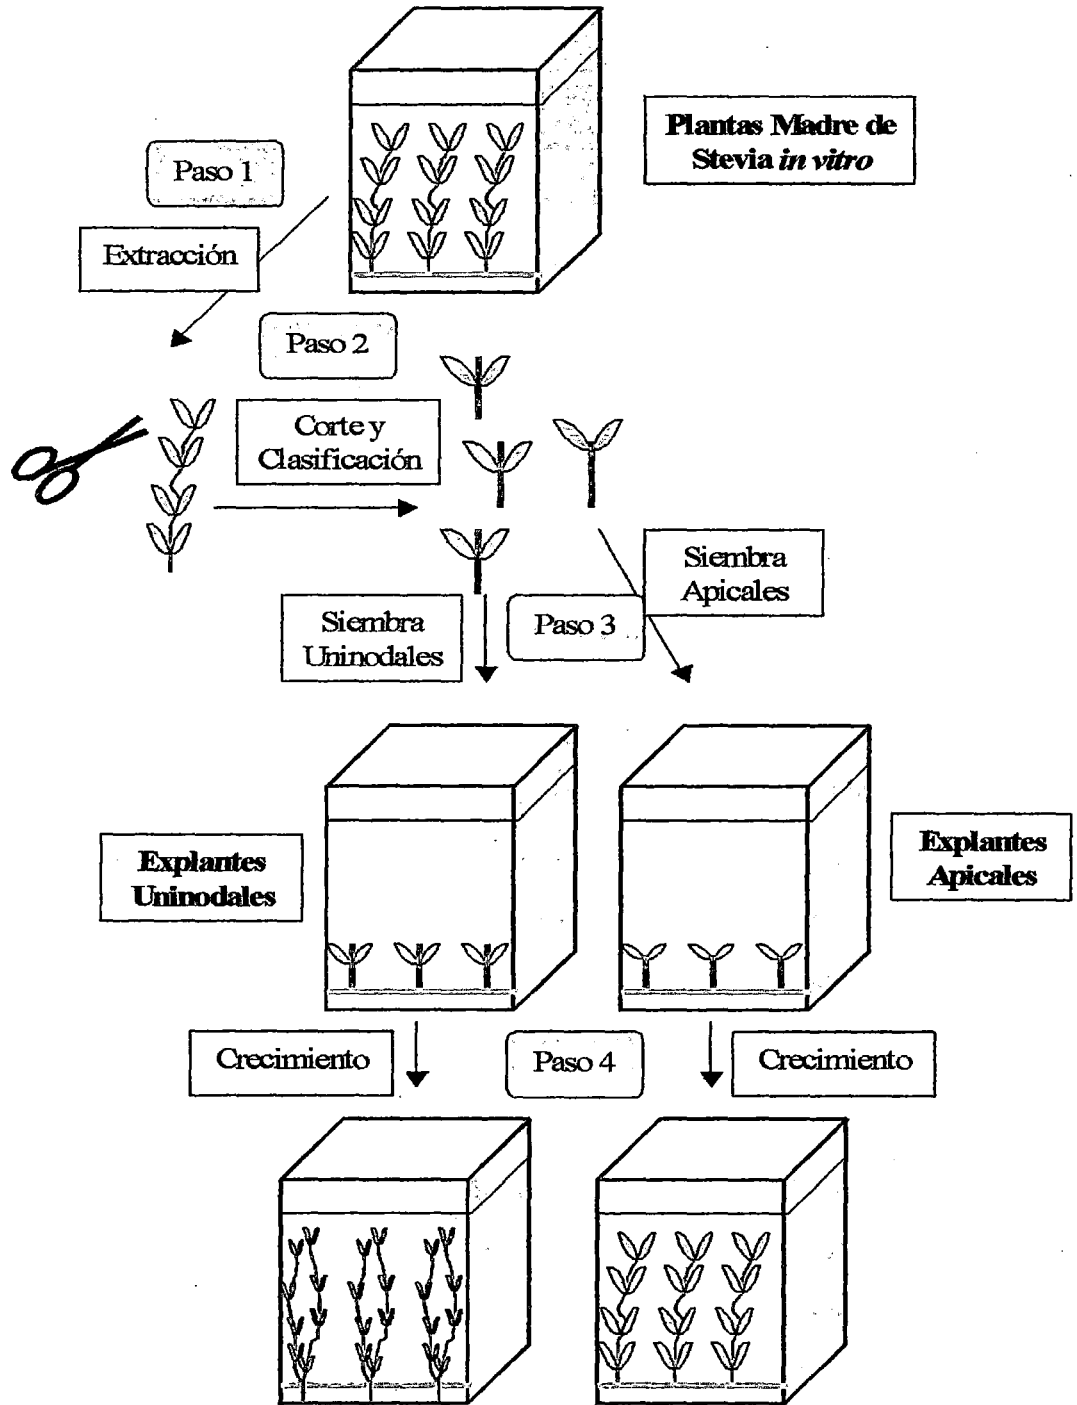 Plantas Madre de
Stevia in vitro
Paso 1
Extracción
Paso 2
Corte y
Clasificación
Siembra
Apicales
Siembra
Uninodales
Paso 3
Explantes
Uninodales
Explantes
Apicales
Crecimiento
Paso 4
Crecimiento